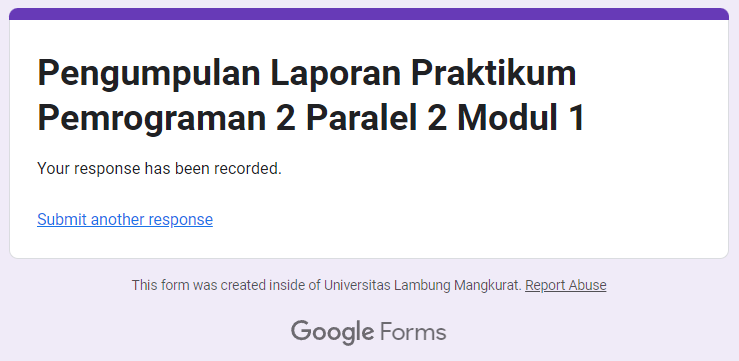 Pengumpulan Laporan Praktikum
Pemrograman 2 Paralel 2 Modul 1
Your response has been recorded.
Submit another response
This form was created inside of Universitas Lambung Mangkurat. Report Abuse
Google Forms